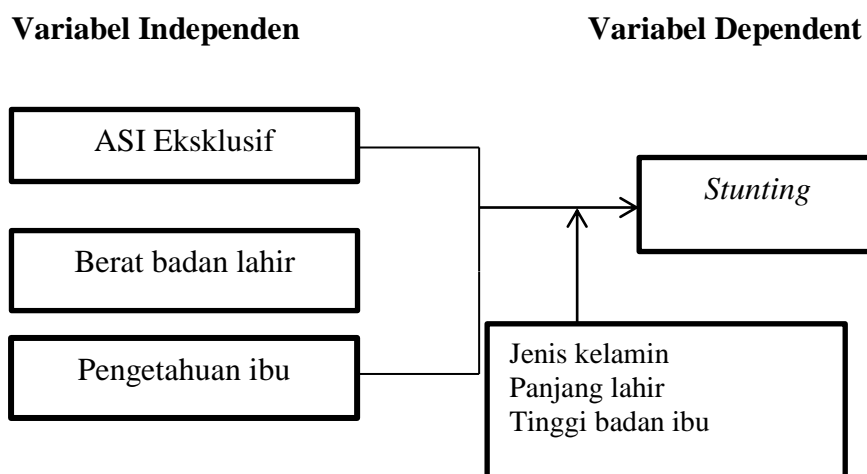 Variabel Independen
Variabel Dependent
ASI Eksklusif
Stunting
Berat badan lahir
Pengetahuan ibu
Jenis kelamin
Panjang lahir
Tinggi badan ibu